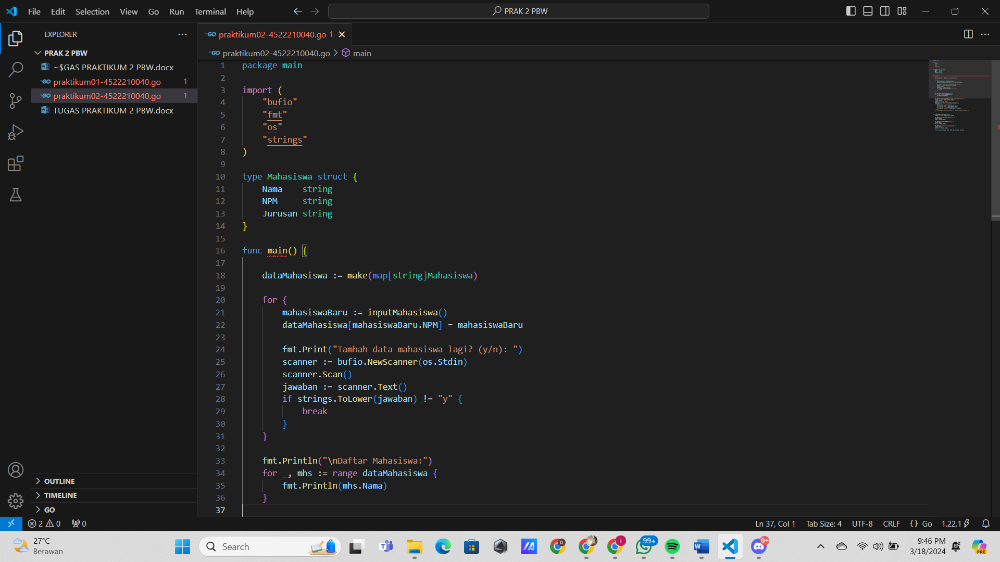 File Edit Selection View Go Run Terminal Help
PRAK 2 PBW
EXPLORER
PRAK 2 PBW
~$GAS PRAKTIKUM 2 PBW.docx
praktikum01-4522210040.go 1
praktikum02-4522210040.go 1
TUGAS PRAKTIKUM 2 PBW.docx
OUTLINE
TIMELINE
GO
praktikum02-4522210040.go 1
praktikum02-4522210040.go > main
1 package main
2
3 import (
4 "bufio"
5 "fmt"
6 "os"
7 "strings"
8 )
9
10 type Mahasiswa struct {
11 Nama string
12 NPM string
13 Jurusan string
14 }
15
16 func main() {
17
18 dataMahasiswa := make(map[string]Mahasiswa)
19
20 for {
21 mahasiswaBaru := inputMahasiswa()
22 dataMahasiswa[mahasiswaBaru.NPM] = mahasiswaBaru
23
24 fmt.Print("Tambah data mahasiswa lagi? (y/n): ")
25 scanner := bufio.NewScanner(os.Stdin)
26 scanner.Scan()
27 jawaban := scanner.Text()
28 if strings.ToLower(jawaban) != "y" {
29 break
30 }
31 }
32
33 fmt.Println("\nDaftar Mahasiswa:")
34 for _, mhs := range dataMahasiswa {
35 fmt.Println(mhs.Nama)
36 }
37
2 0 0
Ln 37, Col 1 Tab Size: 4 UTF-8 CRLF {} Go 1.22.1
27°C
Berawan
Search
99+
9+
9:46 PM
3/18/2024
PRE